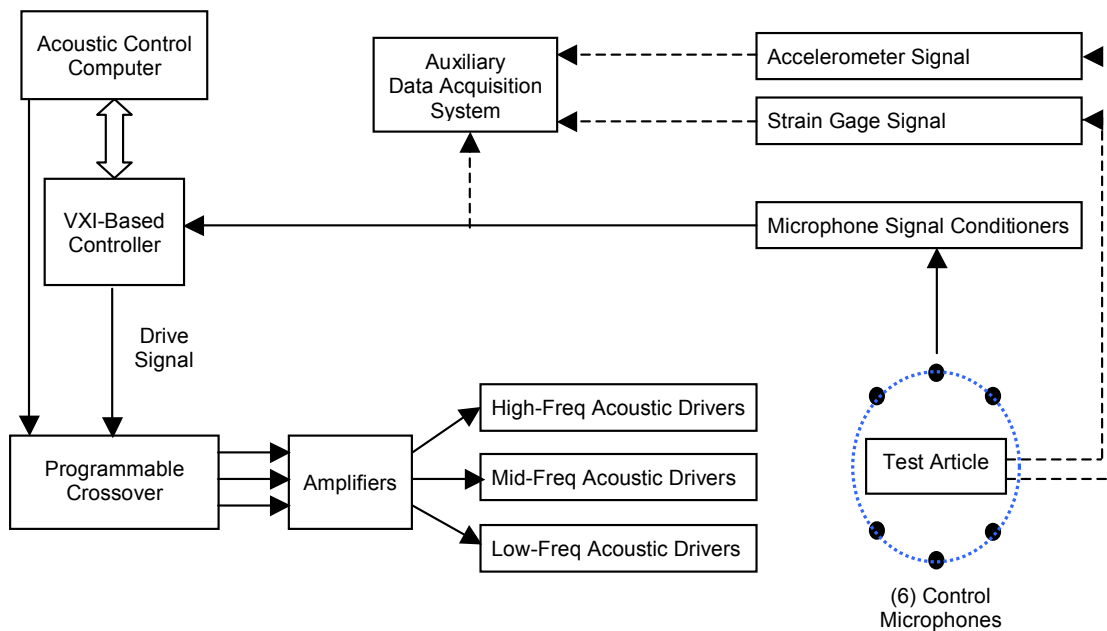 Acoustic Control
Computer
Auxiliary
Data Acquisition
System
Accelerometer Signal
Strain Gage Signal
VXI-Based
Controller
Microphone Signal Conditioners
Drive
Signal
High-Freq Acoustic Drivers
Programmable
Crossover
Amplifiers
Mid-Freq Acoustic Drivers
Test Article
Low-Freq Acoustic Drivers
(6) Control
Microphones